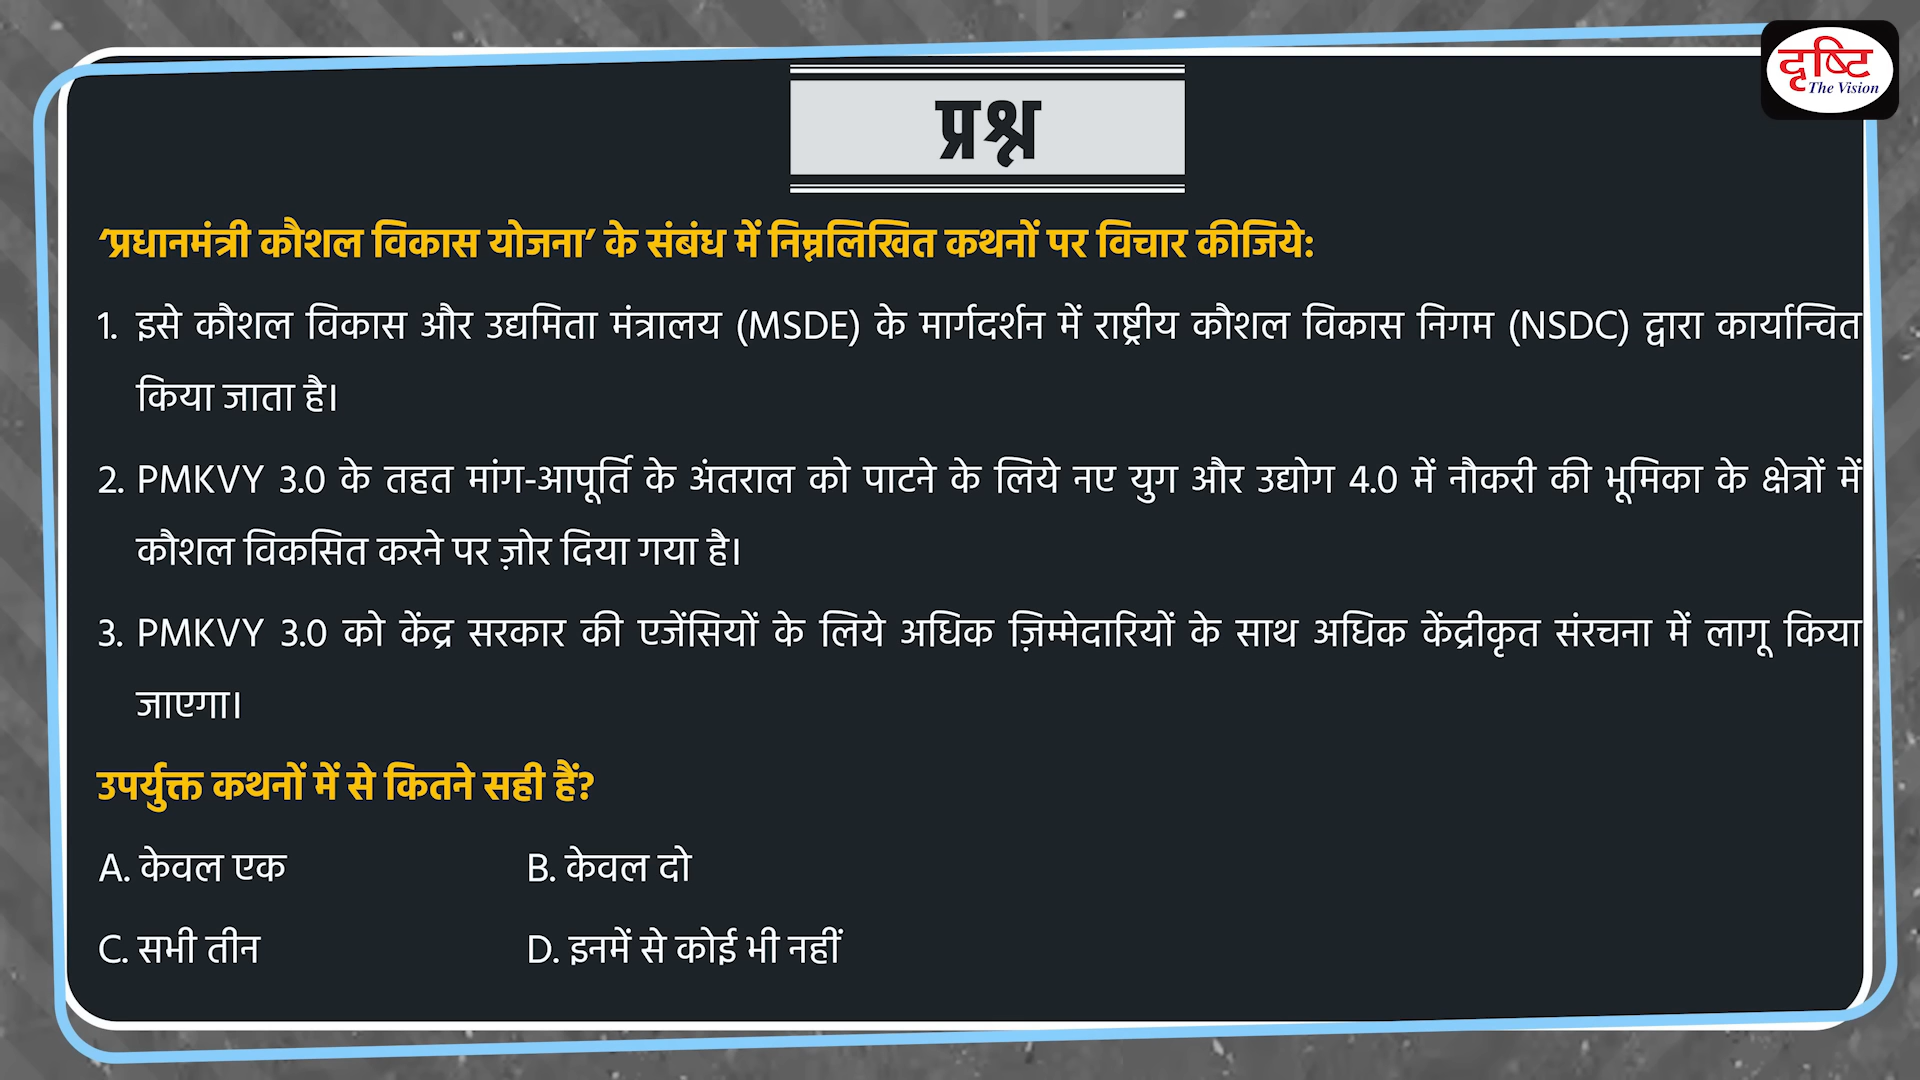 दृष्टि
The Vision
प्रश्न
‘प्रधानमंत्री कौशल विकास योजना’ के संबंध में निम्नलिखित कथनों पर विचार कीजिये:
1. इसे कौशल विकास और उद्यमिता मंत्रालय (MSDE) के मार्गदर्शन में राष्ट्रीय कौशल विकास निगम (NSDC) द्वारा कार्यान्वित
किया जाता है।
2. PMKVY 3.0 के तहत मांग-आपूर्ति के अंतराल को पाटने के लिये नए युग और उद्योग 4.0 में नौकरी की भूमिका के क्षेत्रों में
कौशल विकसित करने पर ज़ोर दिया गया है।
3. PMKVY 3.0 को केंद्र सरकार की एजेंसियों के लिये अधिक ज़िम्मेदारियों के साथ अधिक केंद्रीकृत संरचना में लागू किया
जाएगा।
उपर्युक्त कथनों में से कितने सही हैं?
A. केवल एक B. केवल दो
C. सभी तीन D. इनमें से कोई भी नहीं